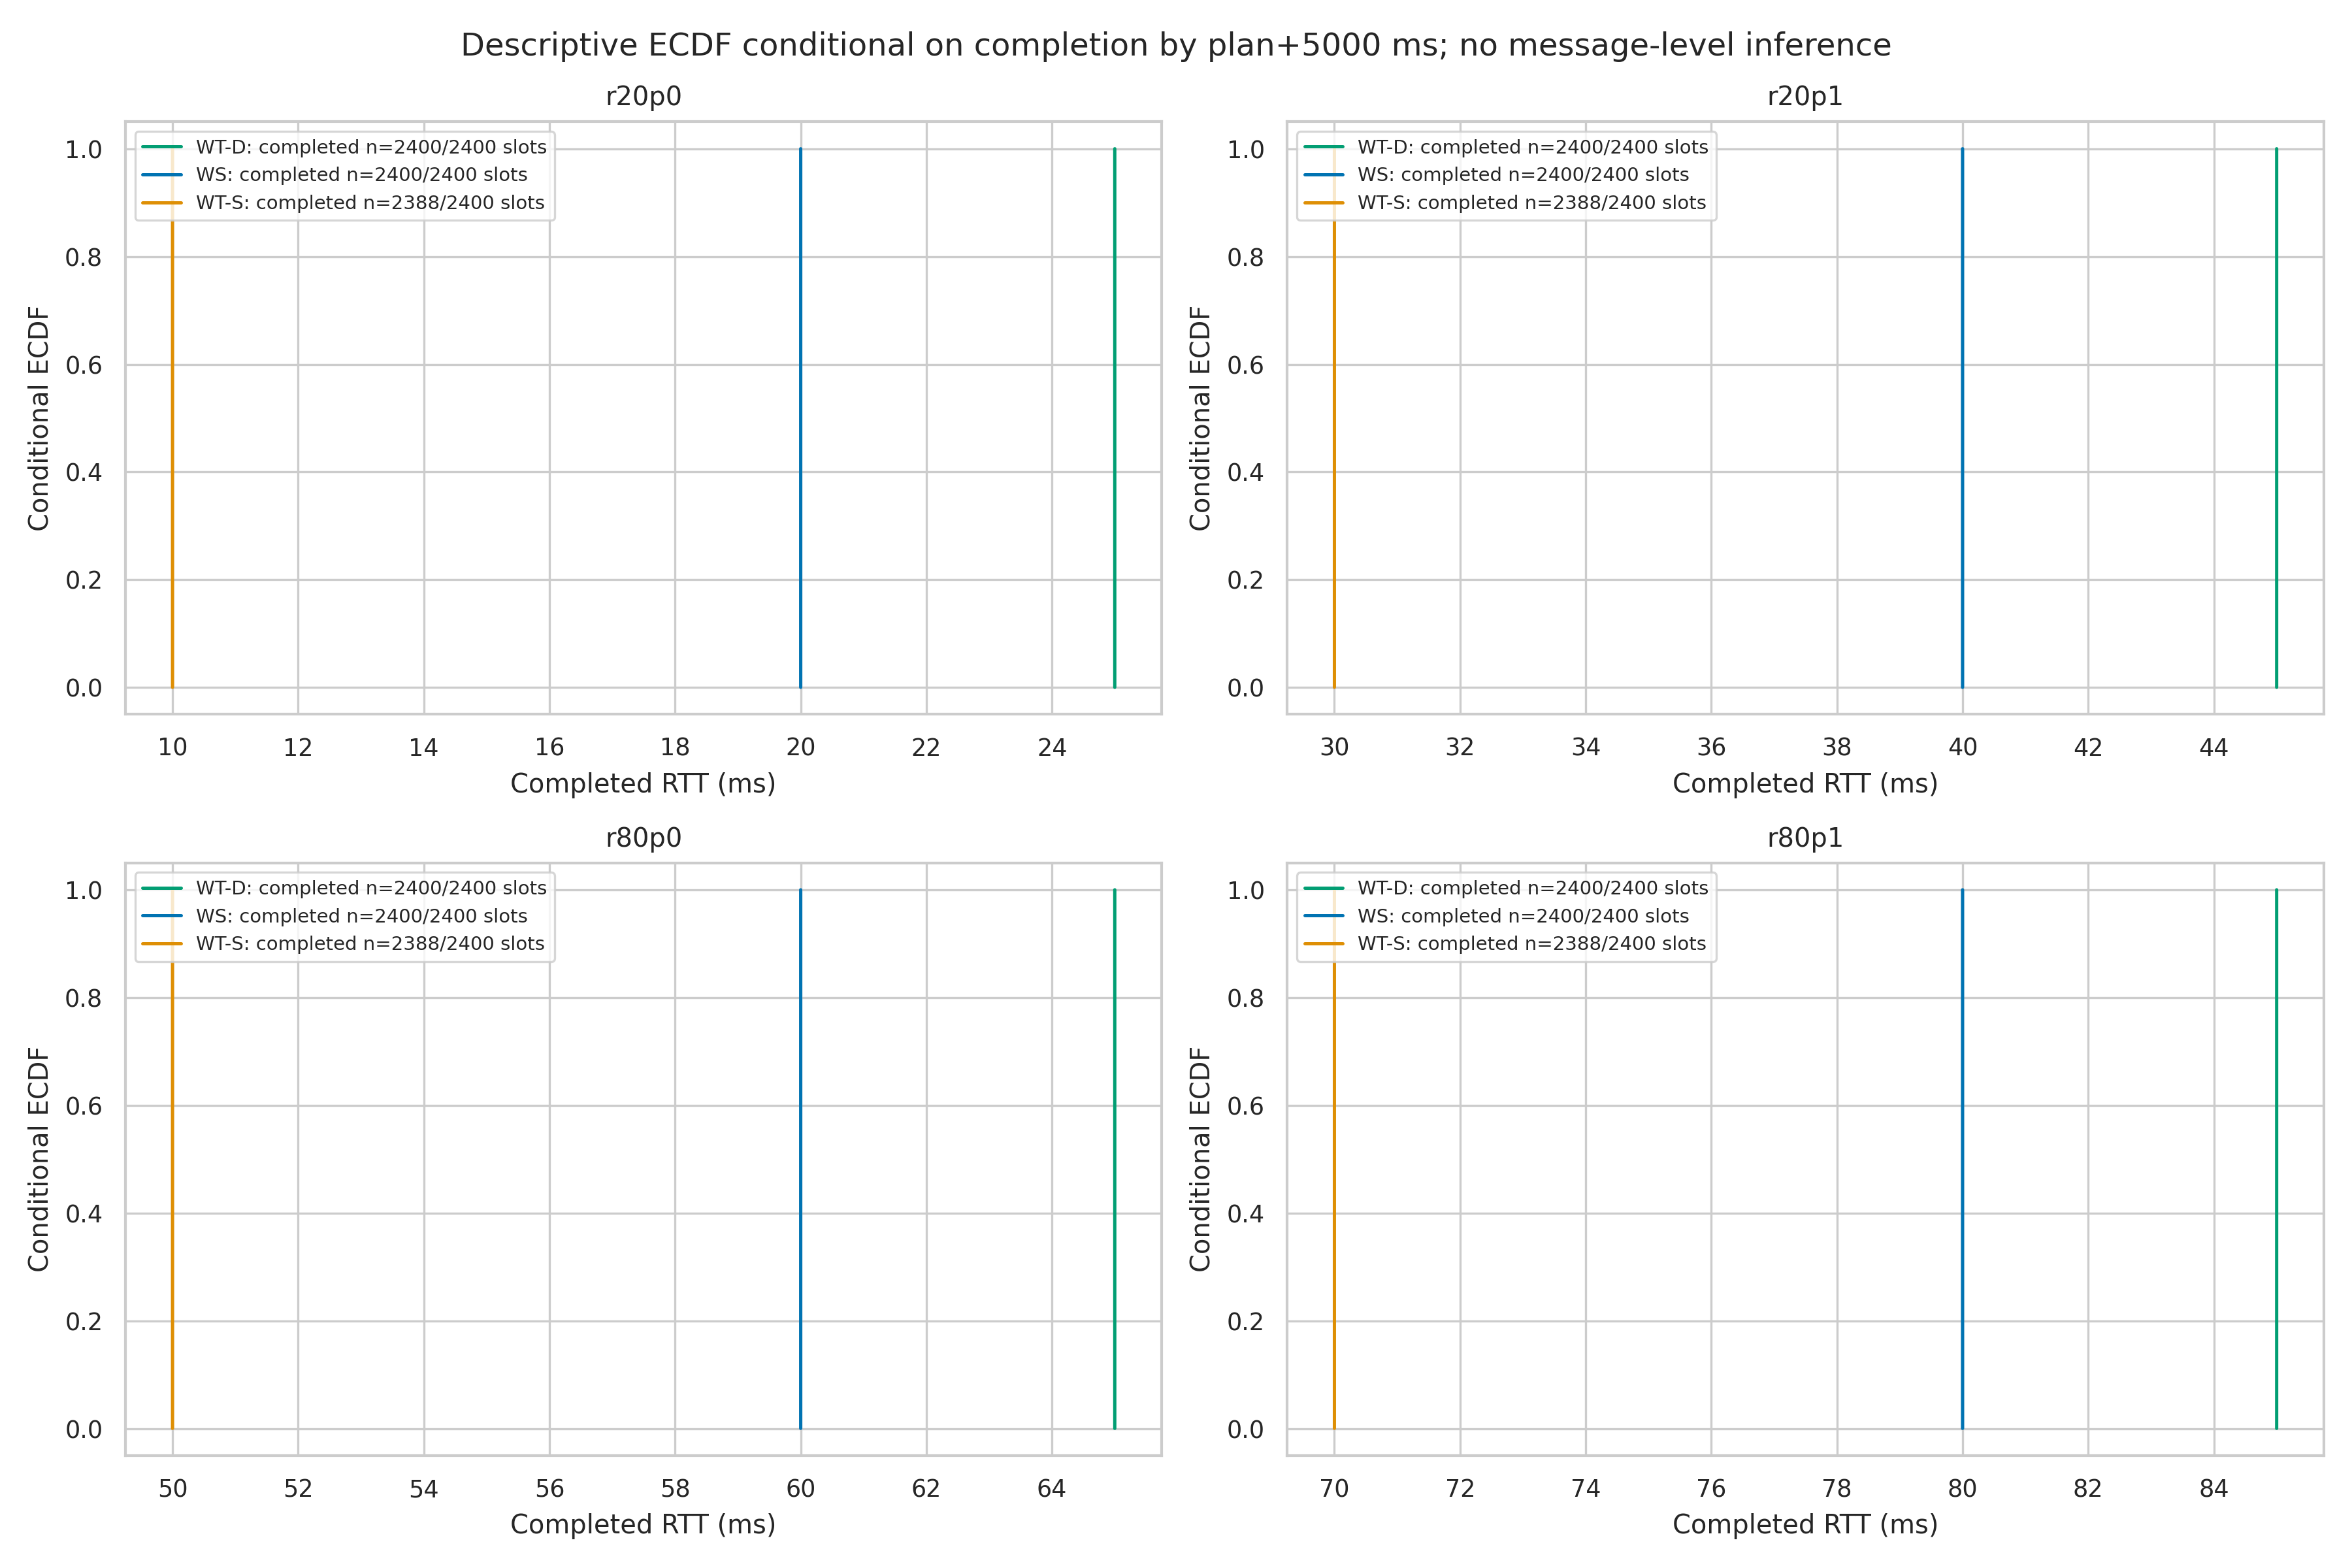 Descriptive ECDF conditional on completion by plan+5000 ms; no message-level inference
r20p0
WT-D: completed n=2400/2400 slots
WS: completed n=2400/2400 slots
WT-S: completed n=2388/2400 slots
1.0
0.8
0.6
0.4
0.2
0.0
Conditional ECDF
10 12 14 16 18 20 22 24
Completed RTT (ms)
r20p1
WT-D: completed n=2400/2400 slots
WS: completed n=2400/2400 slots
WT-S: completed n=2388/2400 slots
1.0
0.8
0.6
0.4
0.2
0.0
Conditional ECDF
30 32 34 36 38 40 42 44
Completed RTT (ms)
r80p0
WT-D: completed n=2400/2400 slots
WS: completed n=2400/2400 slots
WT-S: completed n=2388/2400 slots
1.0
0.8
0.6
0.4
0.2
0.0
Conditional ECDF
50 52 54 56 58 60 62 64
Completed RTT (ms)
r80p1
WT-D: completed n=2400/2400 slots
WS: completed n=2400/2400 slots
WT-S: completed n=2388/2400 slots
1.0
0.8
0.6
0.4
0.2
0.0
Conditional ECDF
70 72 74 76 78 80 82 84
Completed RTT (ms)